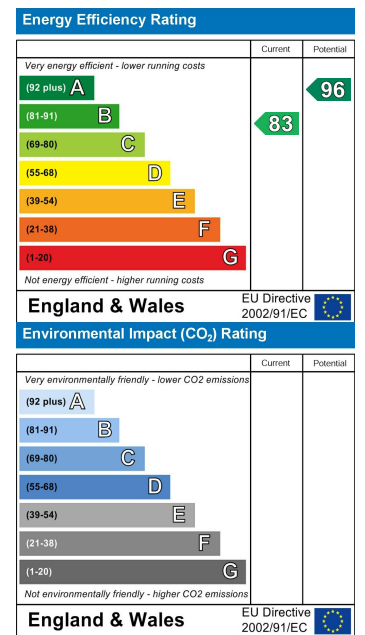 Energy Efficiency Rating
Current Potential
Very energy efficient - lower running costs
(92 plus) A
96
(81-91) B
83
(69-80) C
(55-68) D
(39-54) E
(21-38) F
(1-20) G
Not energy efficient - higher running costs
England & Wales
EU Directive
2002/91/EC
Environmental Impact (CO₂) Rating
Current Potential
Very environmentally friendly - lower CO2 emissions
(92 plus) A
(81-91) B
(69-80) C
(55-68) D
(39-54) E
(21-38) F
(1-20) G
Not environmentally friendly - higher CO2 emissions
England & Wales
EU Directive
2002/91/EC